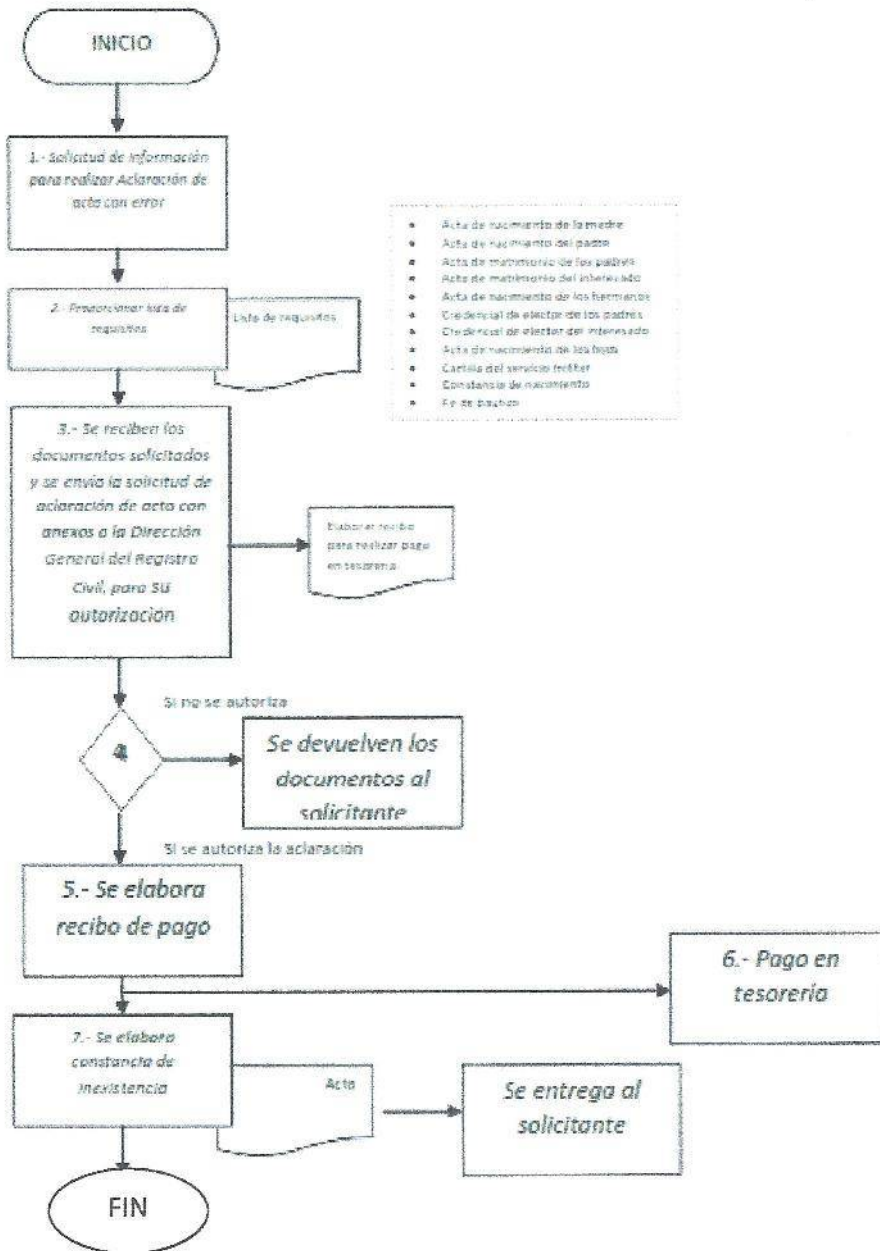 INICIO
1.- Solicitud de Información
para realizar Aclaración de
acta con error
2.- Proporcionar lista de
requisitos
Lista de requisitos
• Acta de nacimiento de la madre
• Acta de nacimiento del padre
• Acta de matrimonio de los padres
• Acta de matrimonio del interesado
• Acta de nacimiento de los hermanos
• Credencial de elector de los padres
• Credencial de elector del interesado
• Acta de nacimiento de los hijos
• Cartilla del servicio militar
• Constancia de nacimiento
• Fe de bautizo
3.- Se reciben los
documentos solicitados
y se envía la solicitud de
aclaración de acta con
anexos a la Dirección
General del Registro
Civil, para su
autorización
Elaborar recibo
para realizar pago
en tesorería
Si no se autoriza
4
Se devuelven los
documentos al
solicitante
Si se autoriza la aclaración
5.- Se elabora
recibo de pago
6.- Pago en
tesorería
7.- Se elabora
constancia de
inexistencia
Acta
Se entrega al
solicitante
FIN